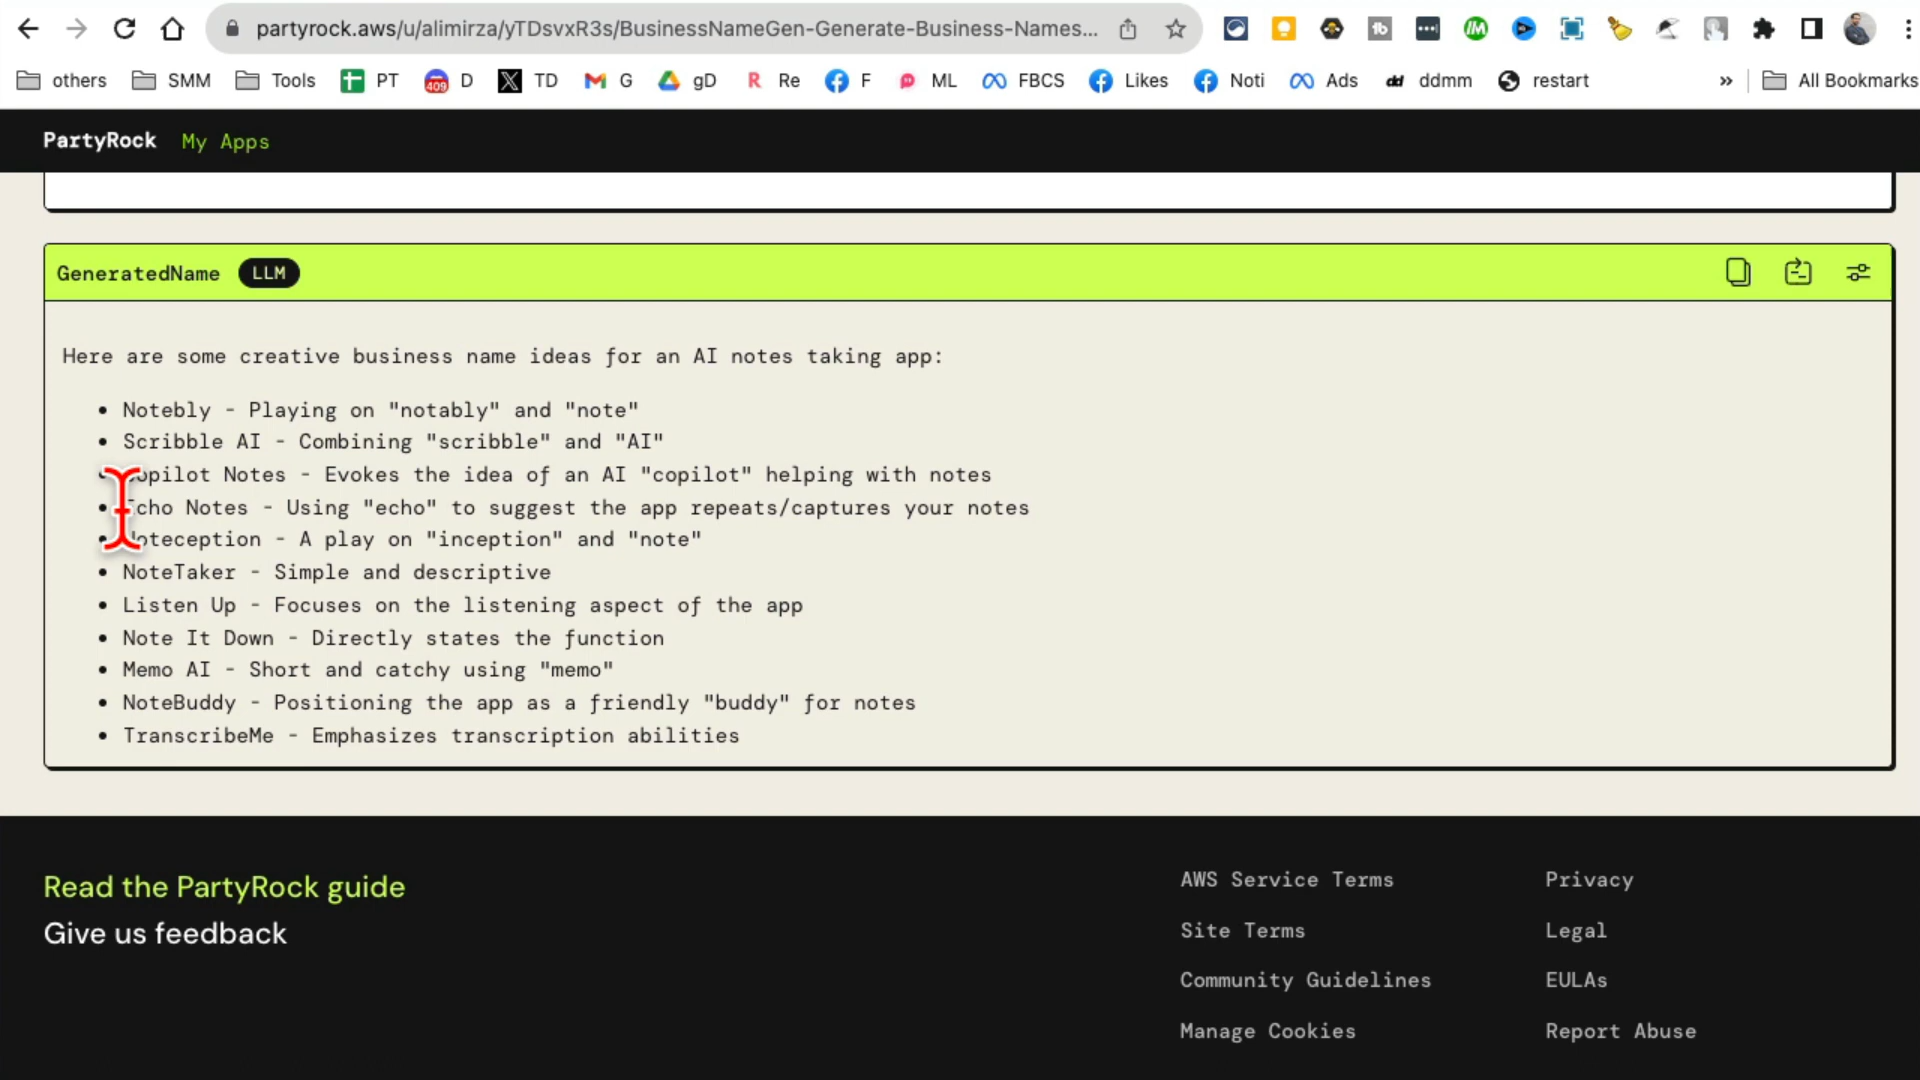 partyrock.aws/u/alimirza/yTDsvxR3s/BusinessNameGen-Generate-Business-Names...
others SMM Tools PT D TD G gD Re F ML FBCS Likes Noti Ads ddmm restart » All Bookmarks
PartyRock My Apps
GeneratedName LLM
Here are some creative business name ideas for an AI notes taking app:
• Notebly - Playing on "notably" and "note"
• Scribble AI - Combining "scribble" and "AI"
• Copilot Notes - Evokes the idea of an AI "copilot" helping with notes
• Echo Notes - Using "echo" to suggest the app repeats/captures your notes
• Noteception - A play on "inception" and "note"
• NoteTaker - Simple and descriptive
• Listen Up - Focuses on the listening aspect of the app
• Note It Down - Directly states the function
• Memo AI - Short and catchy using "memo"
• NoteBuddy - Positioning the app as a friendly "buddy" for notes
• TranscribeMe - Emphasizes transcription abilities
Read the PartyRock guide
Give us feedback
AWS Service Terms
Site Terms
Community Guidelines
Manage Cookies
Privacy
Legal
EULAs
Report Abuse